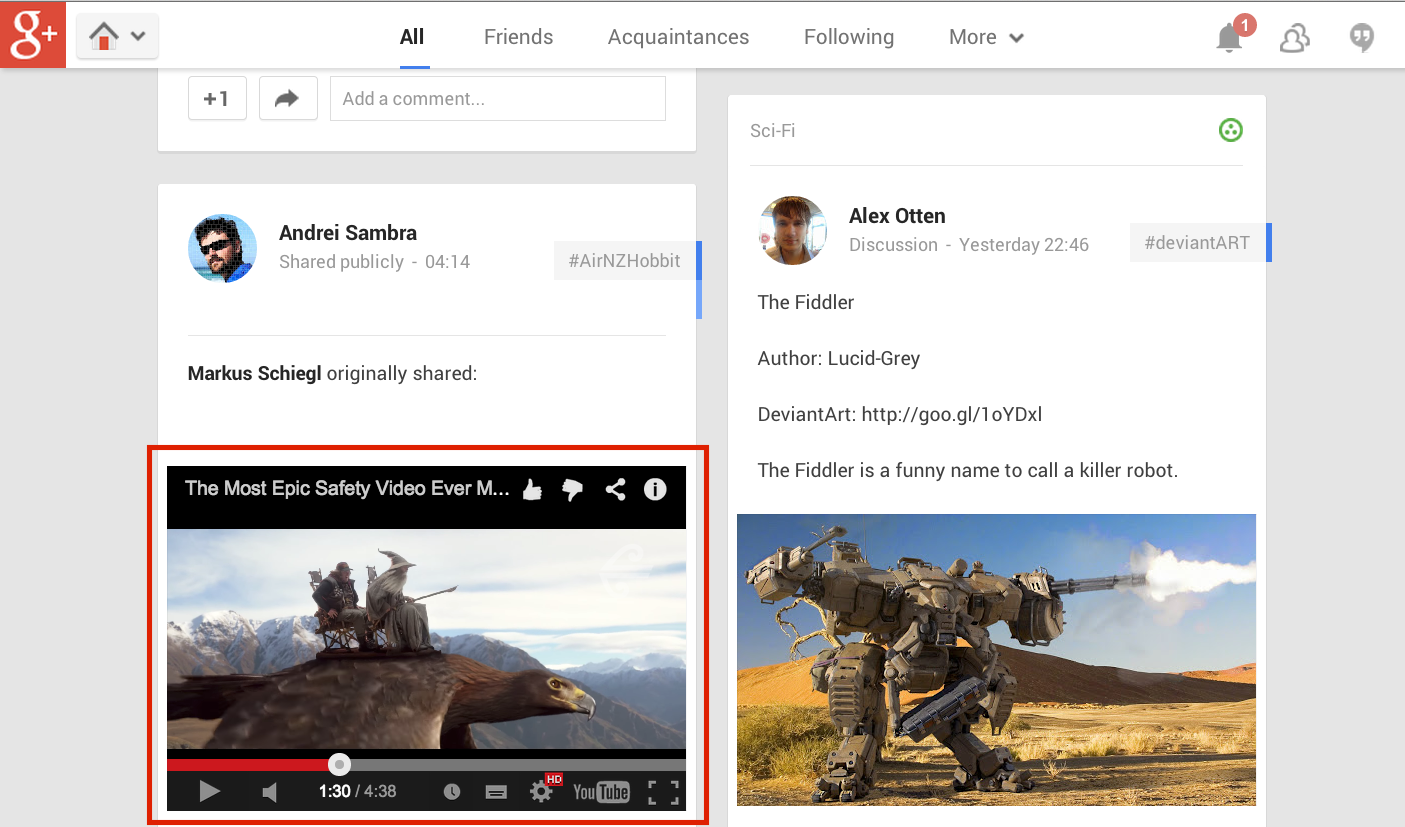 g+
All Friends Acquaintances Following More
1
+1
Add a comment...
Andrei Sambra
Shared publicly - 04:14
#AirNZHobbit
Markus Schiegl originally shared:
The Most Epic Safety Video Ever M...
1:30 / 4:38
HD
YouTube
Sci-Fi
Alex Otten
Discussion - Yesterday 22:46
#deviantART
The Fiddler
Author: Lucid-Grey
DeviantArt: http://goo.gl/1oYDxl
The Fiddler is a funny name to call a killer robot.